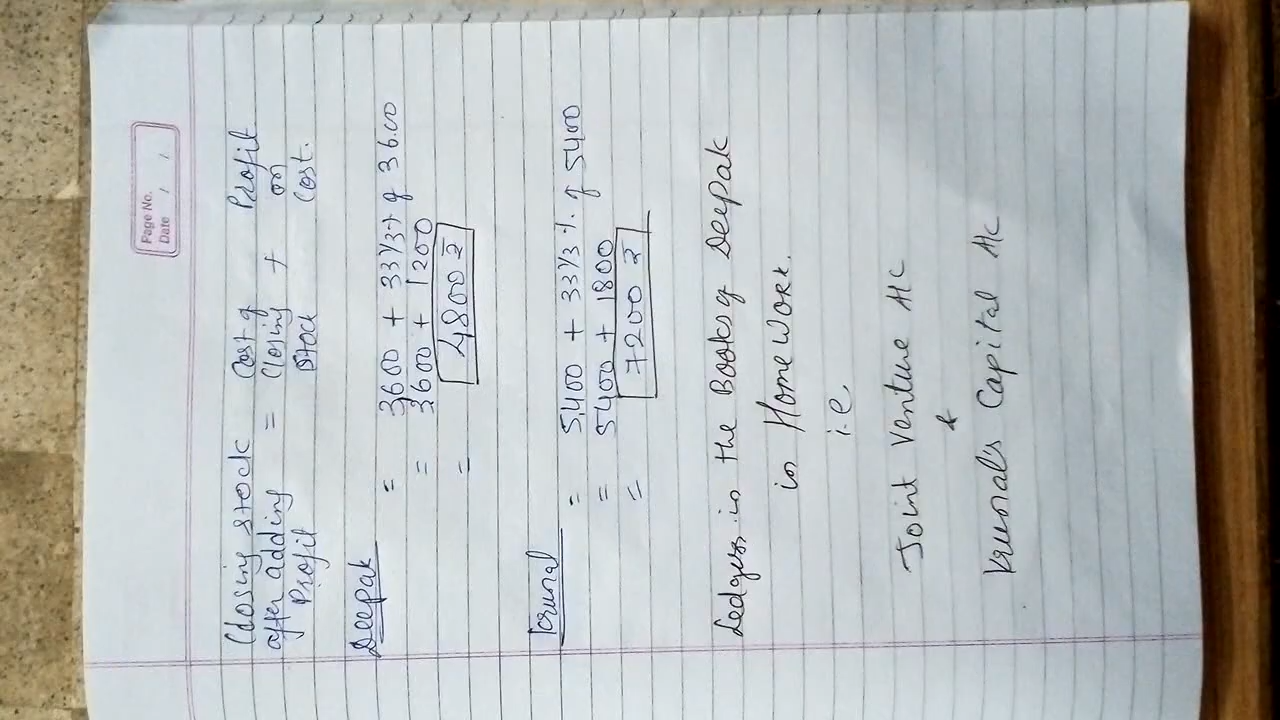 Page No.
Date / /
Closing stock after adding Profit = Cost of Closing stock + Profit on Cost.
Deepak
= 3600 + 33 1/3 % of 3600
= 3600 + 1200
= 4800 ₹
Krunal
= 5400 + 33 1/3 % of 5400
= 5400 + 1800
= 7200 ₹
Ledgers in the Books of Deepak
in Homework.
i.e.
Joint Venture A/C
&
Krunal's Capital A/C